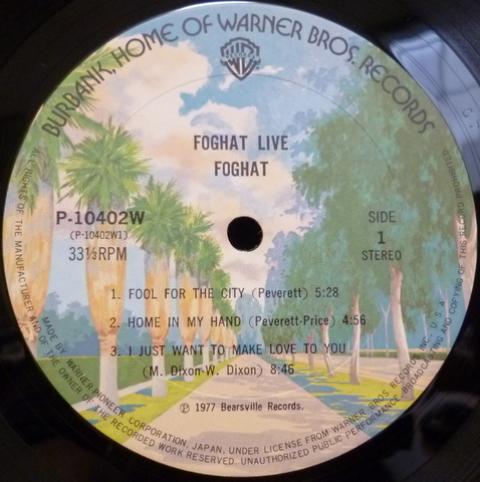 BURBANK, HOME OF WARNER BROS. RECORDS
FOGHAT LIVE
FOGHAT
P-10402W
(P-10402W1)
33⅓RPM
SIDE
1
STEREO
1. FOOL FOR THE CITY (Peverett) 5:28
2. HOME IN MY HAND (Peverett-Price) 4:56
3. I JUST WANT TO MAKE LOVE TO YOU
(M. Dixon-W. Dixon) 8:46
℗ 1977 Bearsville Records.
MADE BY WARNER-PIONEER CORPORATION, JAPAN, UNDER LICENSE FROM WARNER BROS RECORDS INC., U.S.A.
ALL RIGHTS OF THE MANUFACTURER AND OF THE OWNER OF THE RECORDED WORK RESERVED. UNAUTHORIZED PUBLIC PERFORMANCE, BROADCASTING AND COPYING OF THIS RECORD PROHIBITED